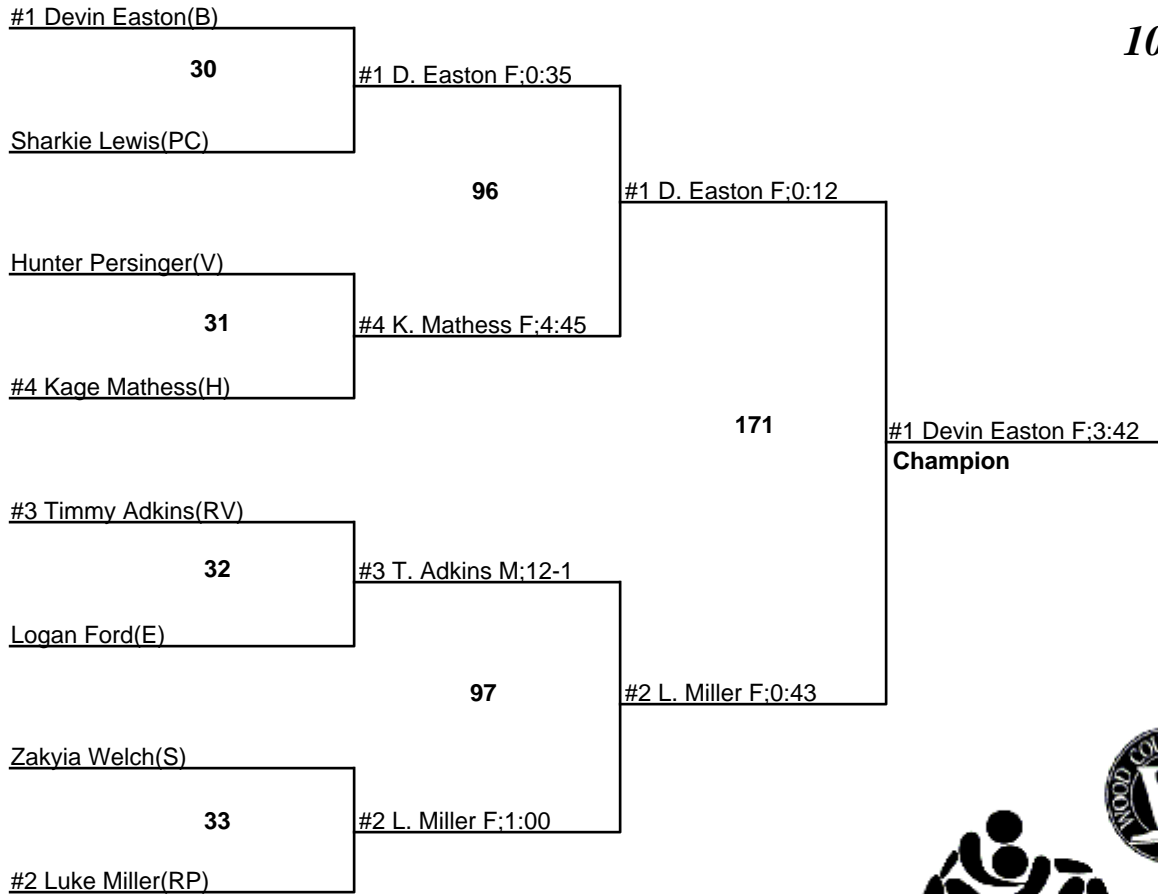 #1 Devin Easton(B)
10
30
#1 D. Easton F;0:35
Sharkie Lewis(PC)
96
#1 D. Easton F;0:12
Hunter Persinger(V)
31
#4 K. Mathess F;4:45
#4 Kage Mathess(H)
171
#1 Devin Easton F;3:42
Champion
#3 Timmy Adkins(RV)
32
#3 T. Adkins M;12-1
Logan Ford(E)
97
#2 L. Miller F;0:43
Zakyia Welch(S)
33
#2 L. Miller F;1:00
#2 Luke Miller(RP)
WOOD